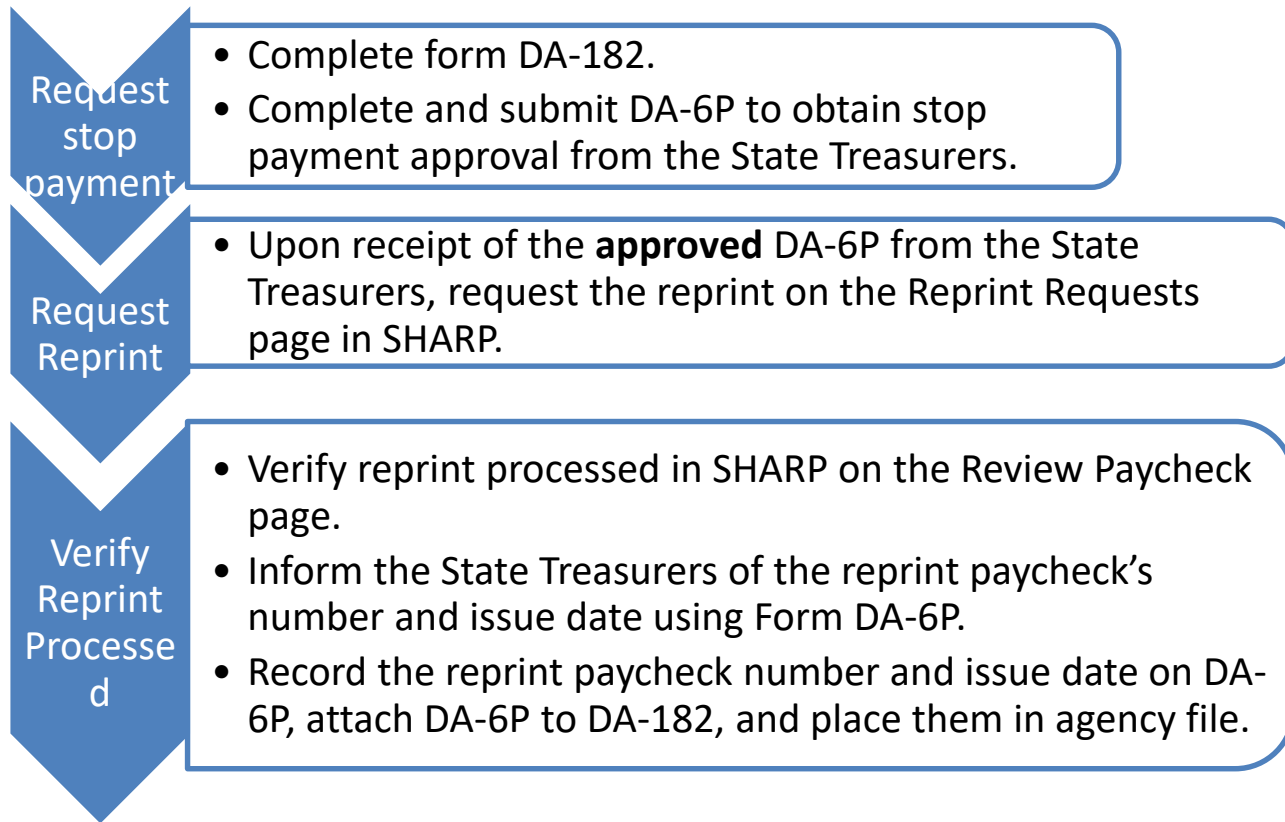 Request
stop
payment
• Complete form DA-182.
• Complete and submit DA-6P to obtain stop
payment approval from the State Treasurers.
Request
Reprint
• Upon receipt of the approved DA-6P from the State
Treasurers, request the reprint on the Reprint Requests
page in SHARP.
Verify
Reprint
Processe
d
• Verify reprint processed in SHARP on the Review Paycheck
page.
• Inform the State Treasurers of the reprint paycheck’s
number and issue date using Form DA-6P.
• Record the reprint paycheck number and issue date on DA-
6P, attach DA-6P to DA-182, and place them in agency file.